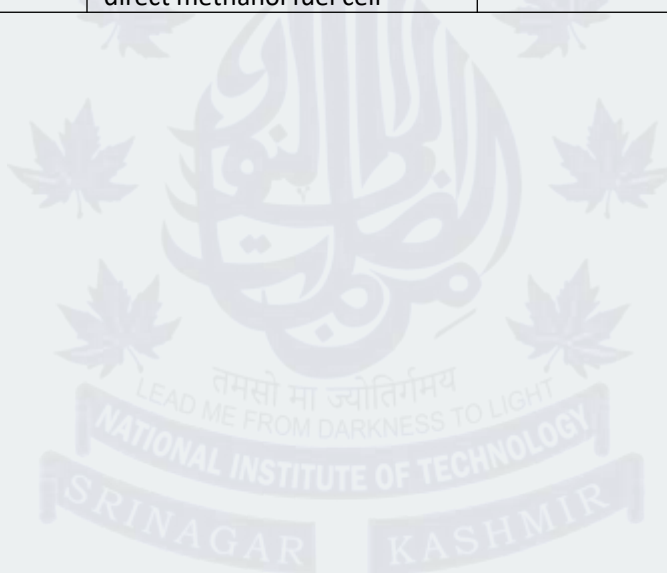 direct methanol fuel cell
तमसो मा ज्योतिर्गमय
LEAD ME FROM DARKNESS TO LIGHT
NATIONAL INSTITUTE OF TECHNOLOGY
SRINAGAR KASHMIR